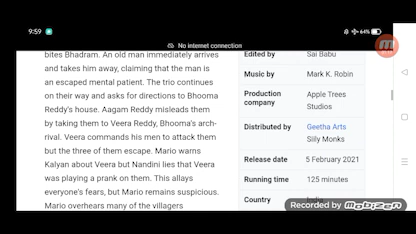 9:59
64%
No internet connection
bites Bhadram. An old man immediately arrives
and takes him away, claiming that the man is
an escaped mental patient. The trio continues
on their way and asks for directions to Bhooma
Reddy's house. Aagam Reddy misleads them
by taking them to Veera Reddy, Bhooma's arch-
rival. Veera commands his men to attack them
but the three of them escape. Mario warns
Kalyan about Veera but Nandini lies that Veera
was playing a prank on them. This allays
everyone's fears, but Mario remains suspicious.
Mario overhears many of the villagers
Edited by Sai Babu
Music by Mark K. Robin
Production Apple Trees
company Studios
Distributed by Geetha Arts
Siily Monks
Release date 5 February 2021
Running time 125 minutes
Country
Recorded by Mobizen